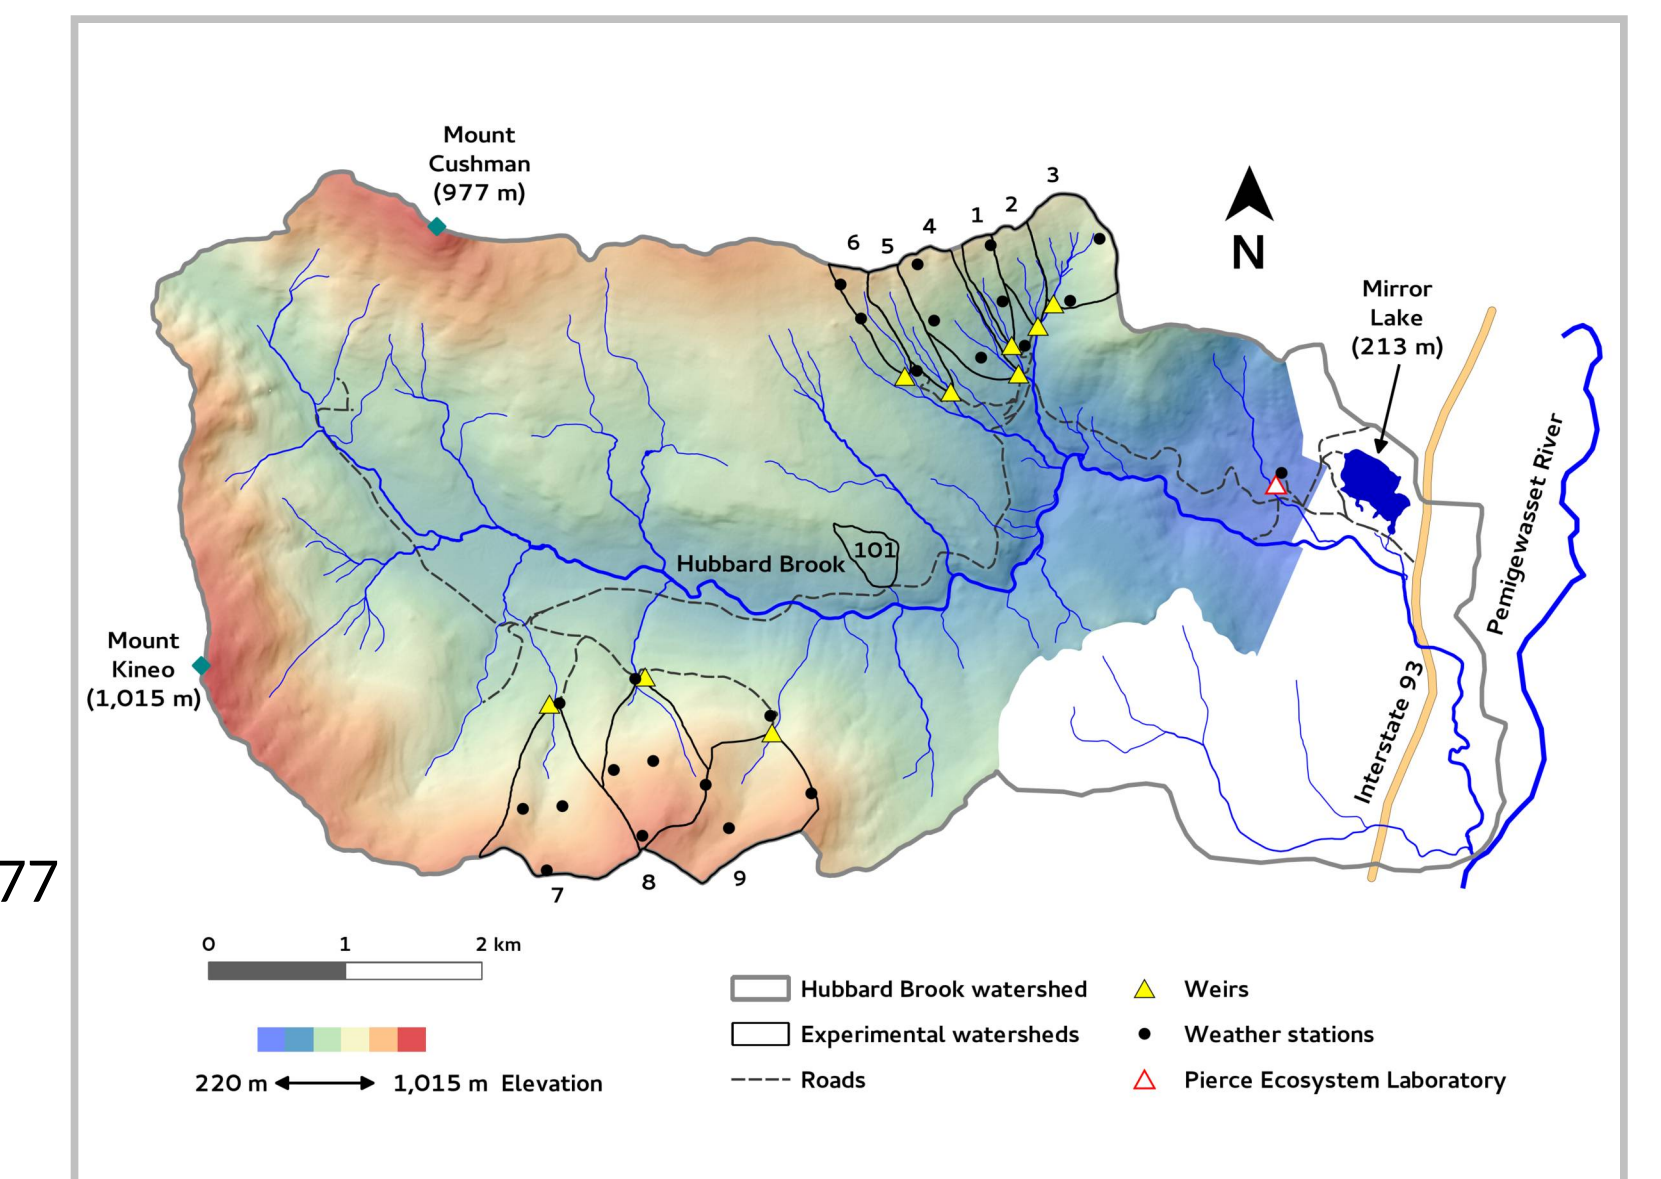 Mount
Cushman
(977 m)
3
2
1
4
5
6
N
Mirror
Lake
(213 m)
Pemigewasset River
101
Hubbard Brook
Mount
Kineo
(1,015 m)
Interstate 93
77
7
8
9
0 1 2 km
220 m 1,015 m Elevation
Hubbard Brook watershed
Experimental watersheds
Roads
Weirs
Weather stations
Pierce Ecosystem Laboratory